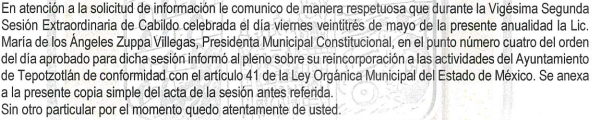 En atención a la solicitud de información le comunico de manera respetuosa que durante la Vigésima Segunda
Sesión Extraordinaria de Cabildo celebrada el día viernes veintitrés de mayo de la presente anualidad la Lic.
María de los Ángeles Zuppa Villegas, Presidenta Municipal Constitucional, en el punto número cuatro del orden
del día aprobado para dicha sesión informó al pleno sobre su reincorporación a las actividades del Ayuntamiento
de Tepotzotlán de conformidad con el articulo 41 de la Ley Orgánica Municipal del Estado de México. Se anexa
a la presente copia simple del acta de la sesión antes referida.
Sin otro particular por el momento quedo atentamente de usted.